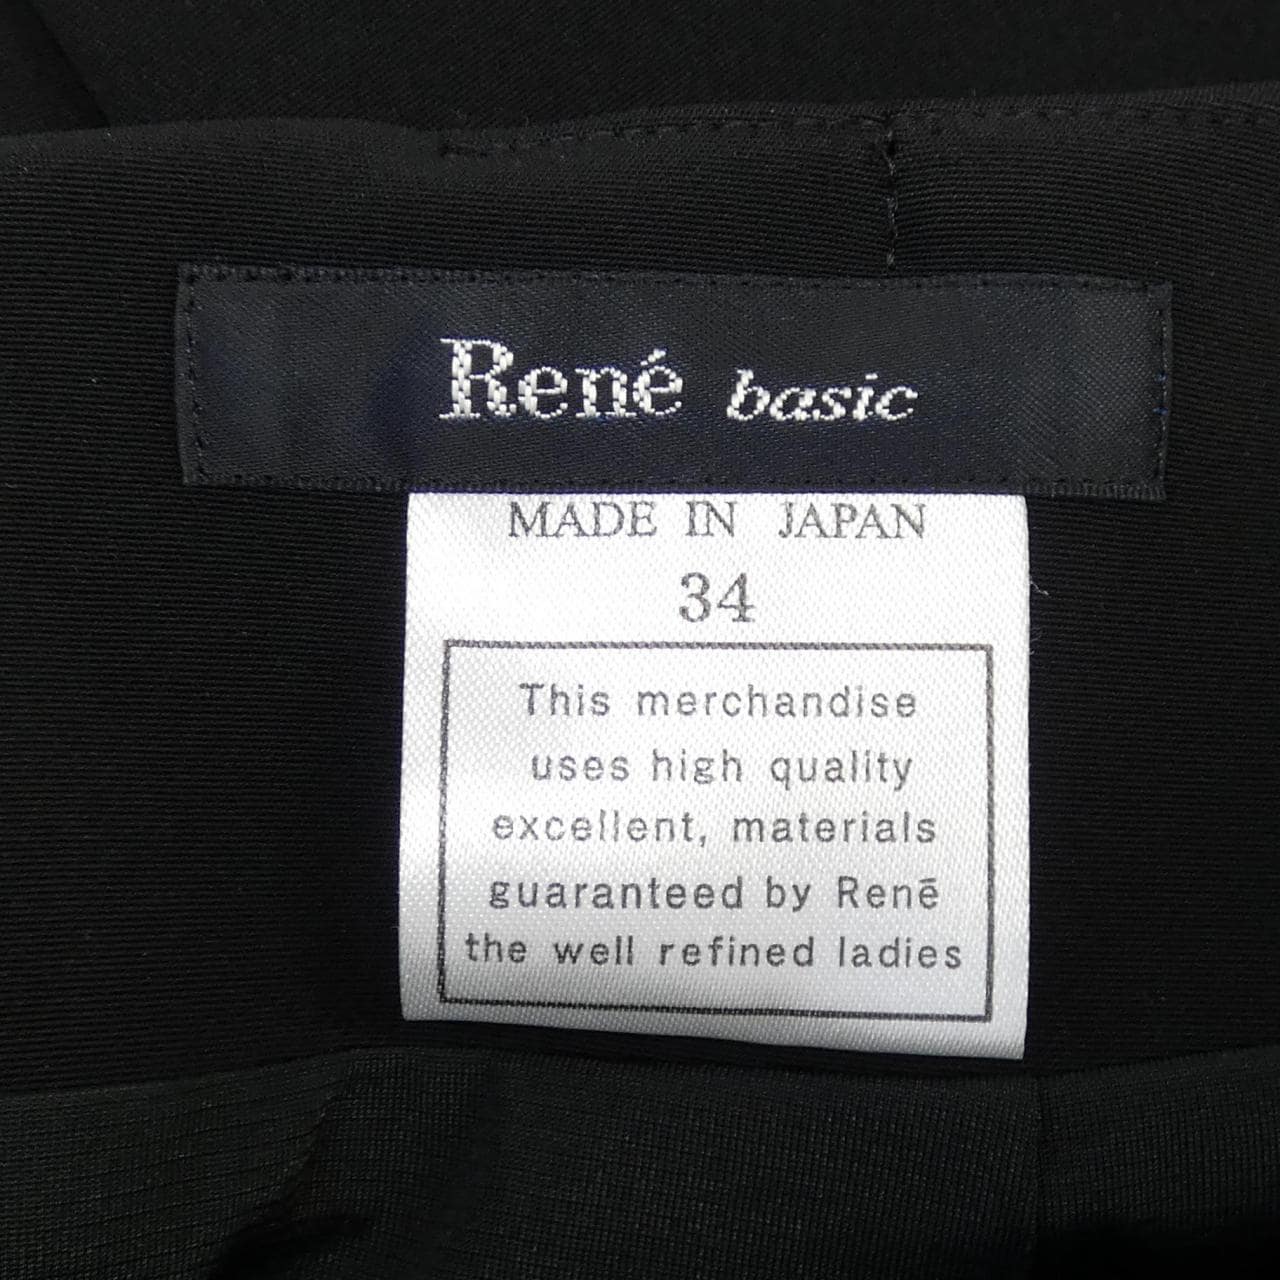 René basic
MADE IN JAPAN
34
This merchandise
uses high quality
excellent, materials
guaranteed by Renē
the well refined ladies